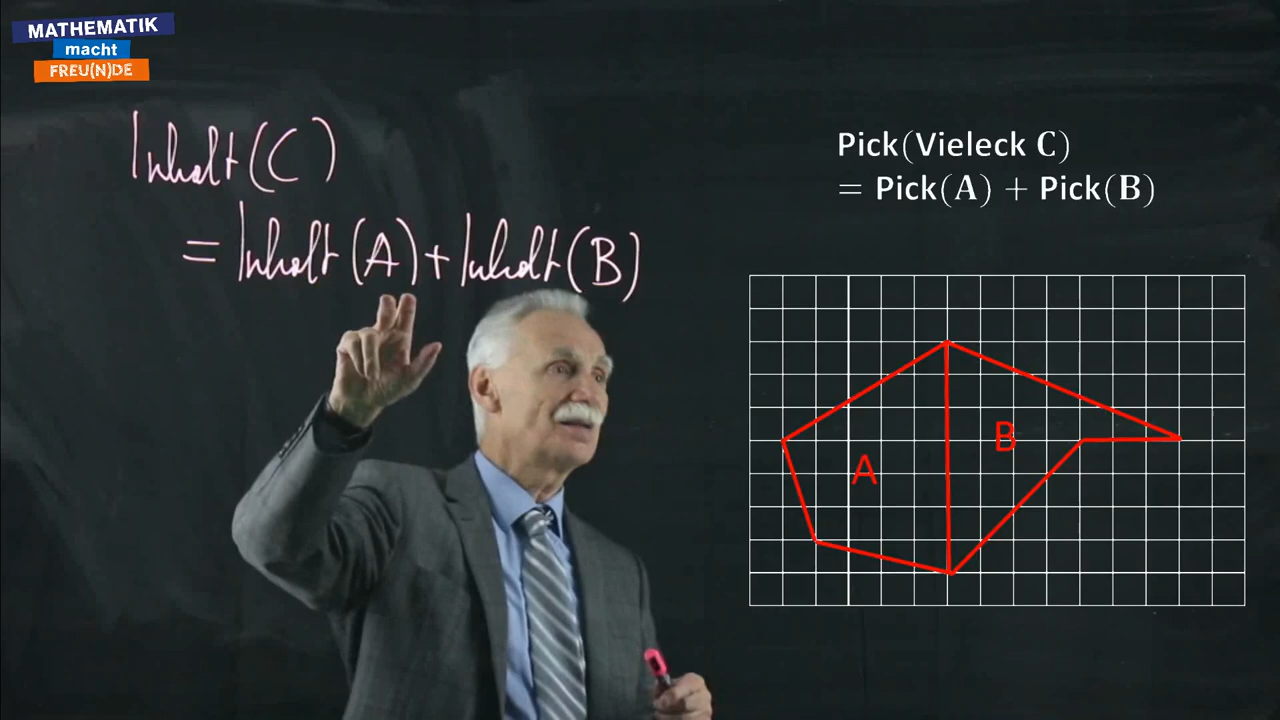 MATHEMATIK
macht
FREU(N)DE
Inhalt(C)
= Inhalt(A)+Inhalt(B)
Pick(Vieleck C)
= Pick(A) + Pick(B)
A
B